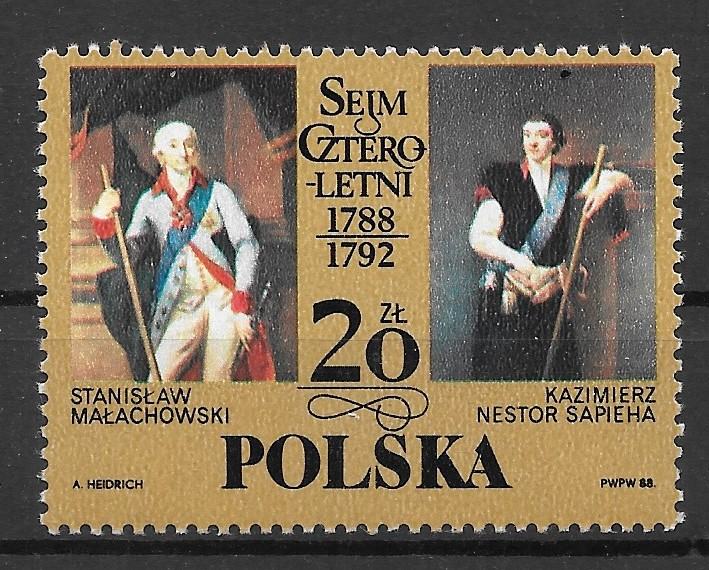 SEJM
CZTERO-
-LETNI
1788
1792
20 ZŁ
STANISŁAW
MAŁACHOWSKI
KAZIMIERZ
NESTOR SAPIEHA
POLSKA
A. HEIDRICH
PWPW 88.